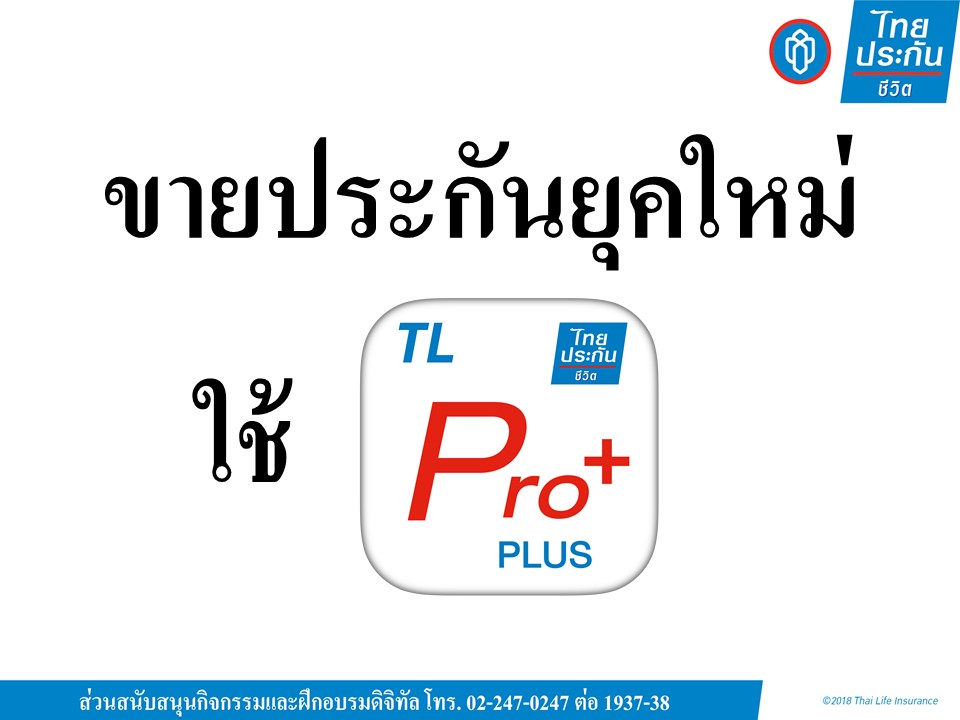 ไทย
ประกัน
ชีวิต
ขายประกันยุคใหม่
ใช้
TL
ไทย
ประกัน
ชีวิต
Pro+
PLUS
ส่วนสนับสนุนกิจกรรมและฝึกอบรมดิจิทัล โทร. 02-247-0247 ต่อ 1937-38
©2018 Thai Life Insurance